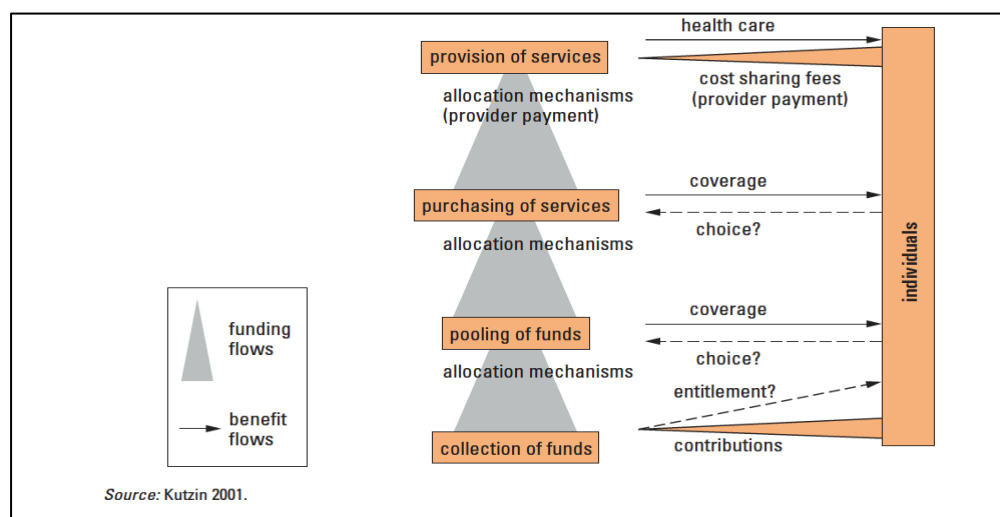 health care
provision of services
cost sharing fees
(provider payment)
allocation mechanisms
(provider payment)
coverage
purchasing of services
choice?
allocation mechanisms
individuals
funding
flows
coverage
pooling of funds
choice?
allocation mechanisms
entitlement?
benefit
flows
collection of funds
contributions
Source: Kutzin 2001.